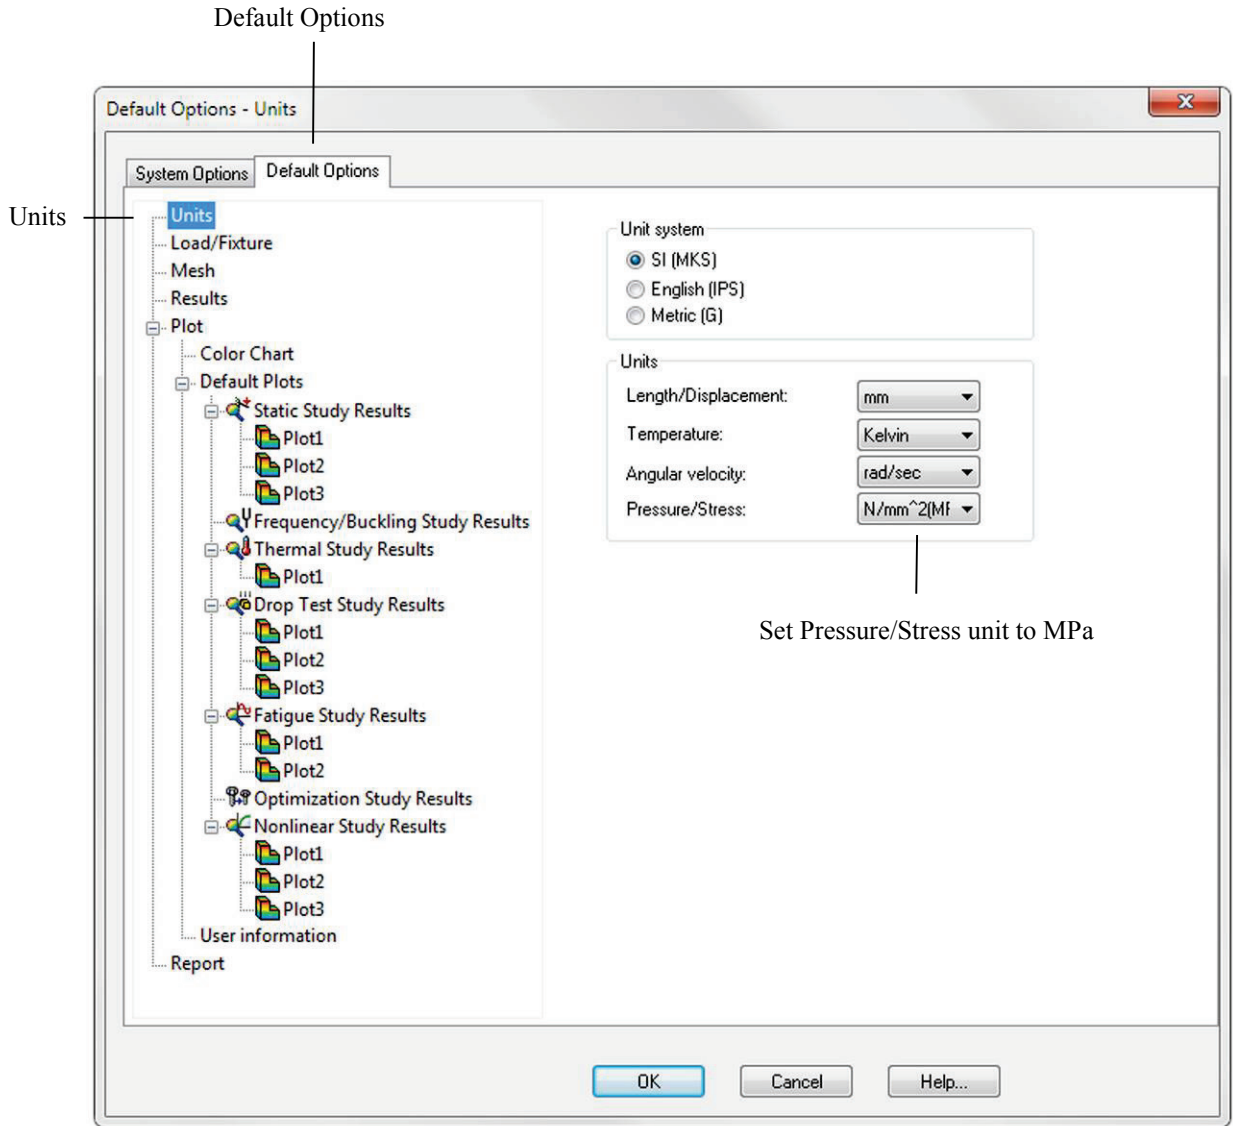 Default Options
Default Options - Units
System Options
Default Options
Units
Units
Load/Fixture
Mesh
Results
Plot
Color Chart
Default Plots
Static Study Results
Plot1
Plot2
Plot3
Frequency/Buckling Study Results
Thermal Study Results
Plot1
Drop Test Study Results
Plot1
Plot2
Plot3
Fatigue Study Results
Plot1
Plot2
Optimization Study Results
Nonlinear Study Results
Plot1
Plot2
Plot3
User information
Report
Unit system
SI (MKS)
English (IPS)
Metric (G)
Units
Length/Displacement: mm
Temperature: Kelvin
Angular velocity: rad/sec
Pressure/Stress: N/mm^2(MF
Set Pressure/Stress unit to MPa
OK Cancel Help...